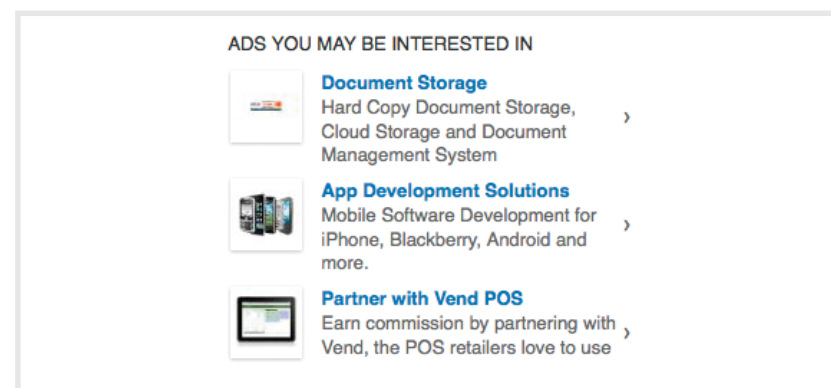 ADS YOU MAY BE INTERESTED IN
Document Storage
Hard Copy Document Storage,
Cloud Storage and Document
Management System
App Development Solutions
Mobile Software Development for
iPhone, Blackberry, Android and
more.
Partner with Vend POS
Earn commission by partnering with
Vend, the POS retailers love to use